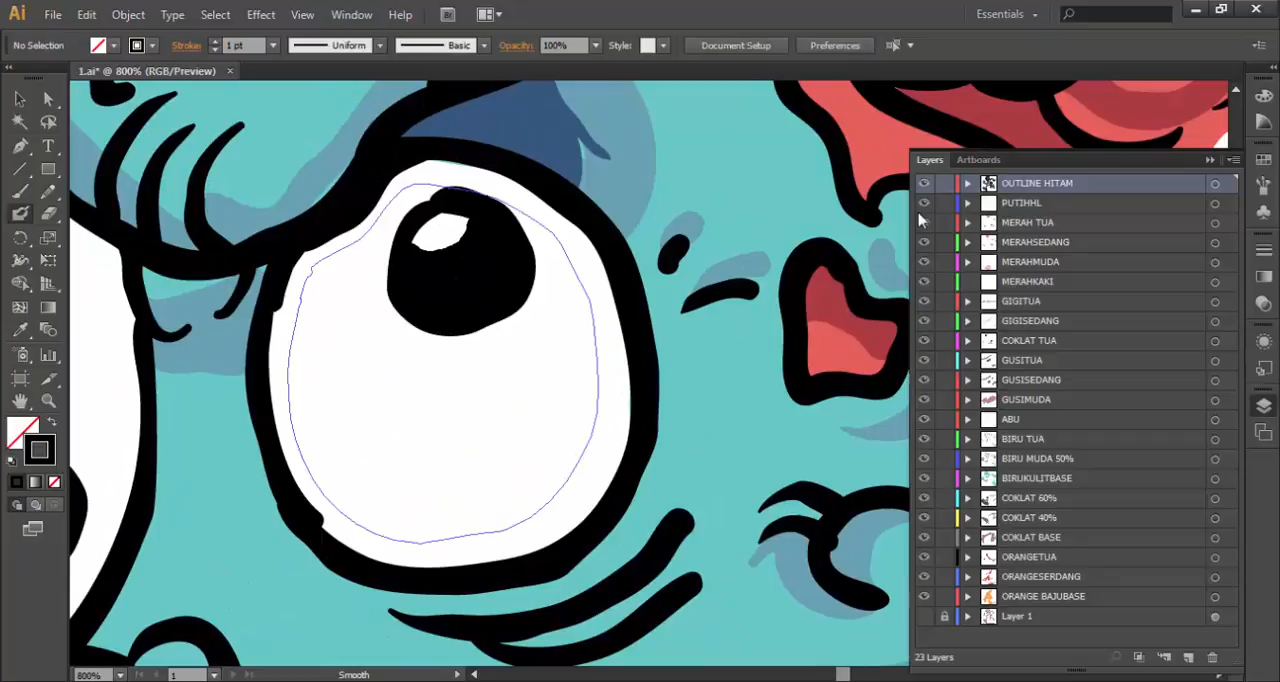 Ai File Edit Object Type Select Effect View Window Help Br Essentials
No Selection Stroke: 1 pt Uniform Basic Opacity: 100% Style: Document Setup Preferences
1.ai* @ 800% (RGB/Preview) ×
Layers Artboards
OUTLINE HITAM
PUTIHHL
MERAH TUA
MERAHSEDANG
MERAHMUDA
MERAHKAKI
GIGITUA
GIGISEDANG
COKLAT TUA
GUSITUA
GUSISEDANG
GUSIMUDA
ABU
BIRU TUA
BIRU MUDA 50%
BIRUKULITBASE
COKLAT 60%
COKLAT 40%
COKLAT BASE
ORANGETUA
ORANGESERDANG
ORANGE BAJUBASE
Layer 1
23 Layers
800% 1 Smooth